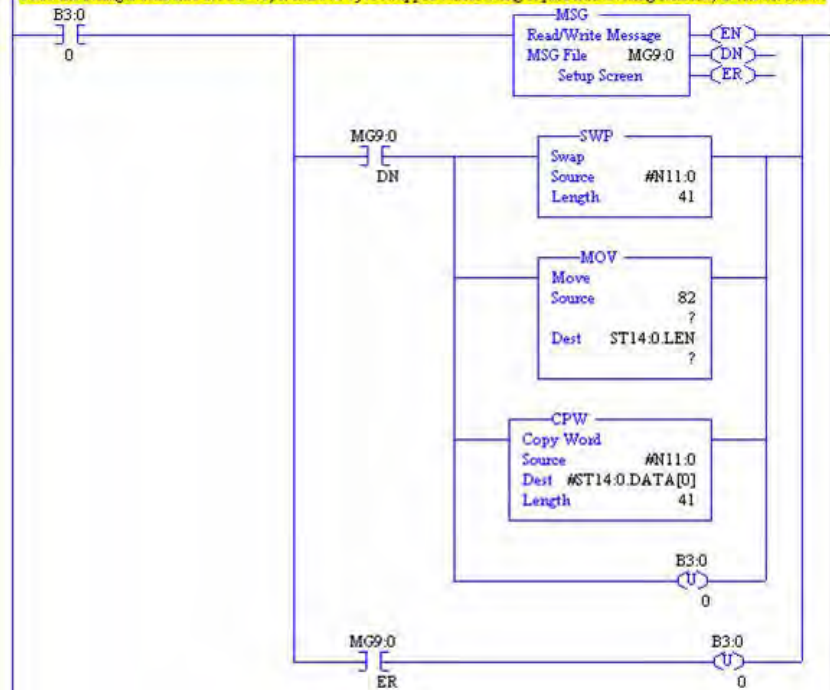 B3:0
0
MSG
Read/Write Message
MSG File MG9:0
Setup Screen
EN
DN
ER
MG9:0
DN
SWP
Swap
Source #N11:0
Length 41
MOV
Move
Source 82
?
Dest ST14:0.LEN
?
CPW
Copy Word
Source #N11:0
Dest #ST14:0.DATA[0]
Length 41
B3:0
U
0
MG9:0
ER
B3:0
U
0